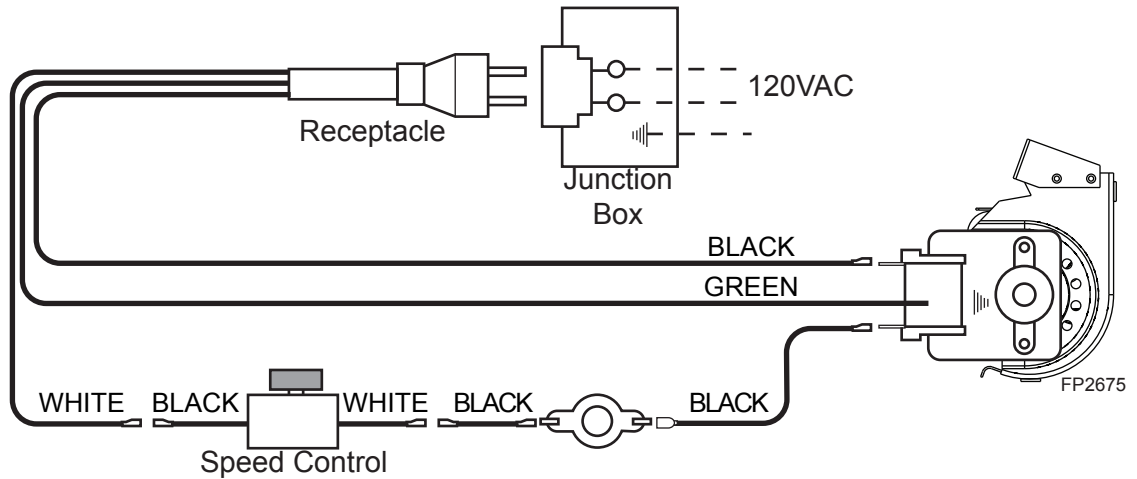 120VAC
Receptacle
Junction
Box
BLACK
GREEN
FP2675
WHITE BLACK WHITE BLACK BLACK
Speed Control